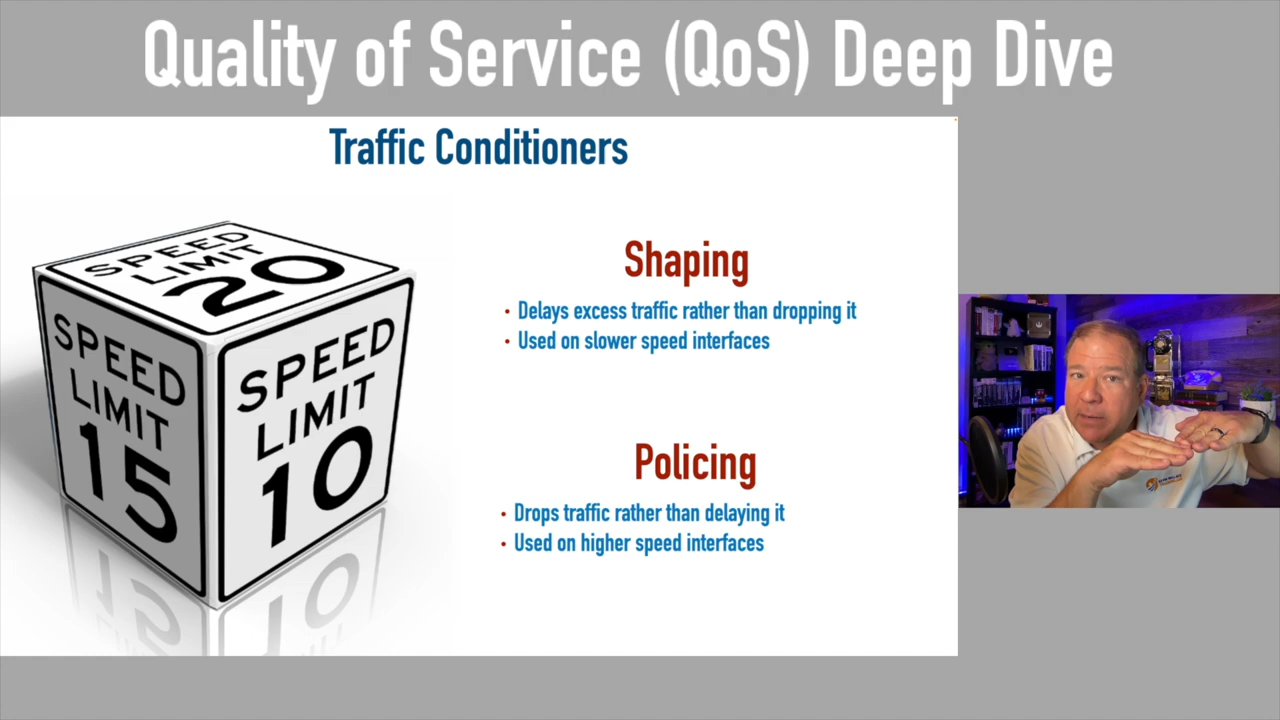 Quality of Service (QoS) Deep Dive
Traffic Conditioners
SPEED
LIMIT
20
SPEED
LIMIT
15
SPEED
LIMIT
10
Shaping
• Delays excess traffic rather than dropping it
• Used on slower speed interfaces
Policing
• Drops traffic rather than delaying it
• Used on higher speed interfaces